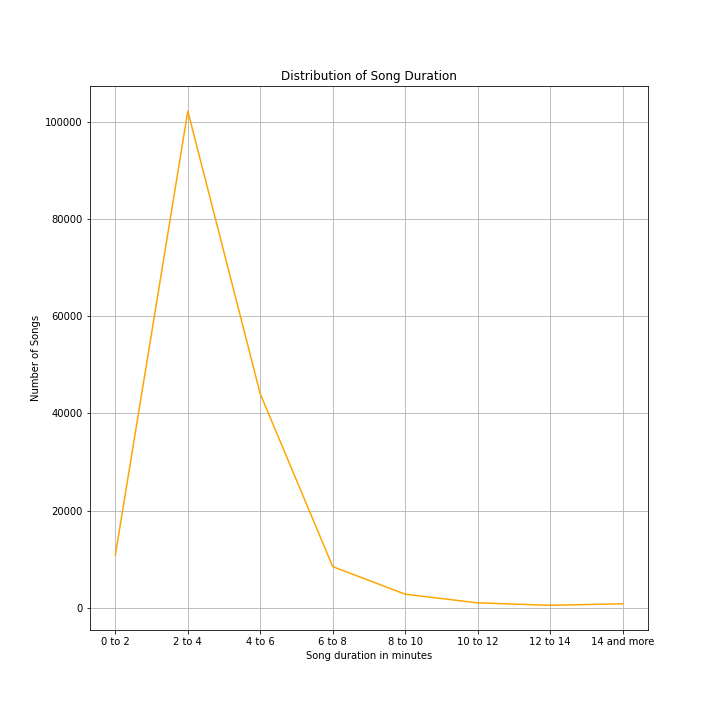 Distribution of Song Duration
100000
80000
60000
40000
20000
0
Number of Songs
0 to 2 2 to 4 4 to 6 6 to 8 8 to 10 10 to 12 12 to 14 14 and more
Song duration in minutes